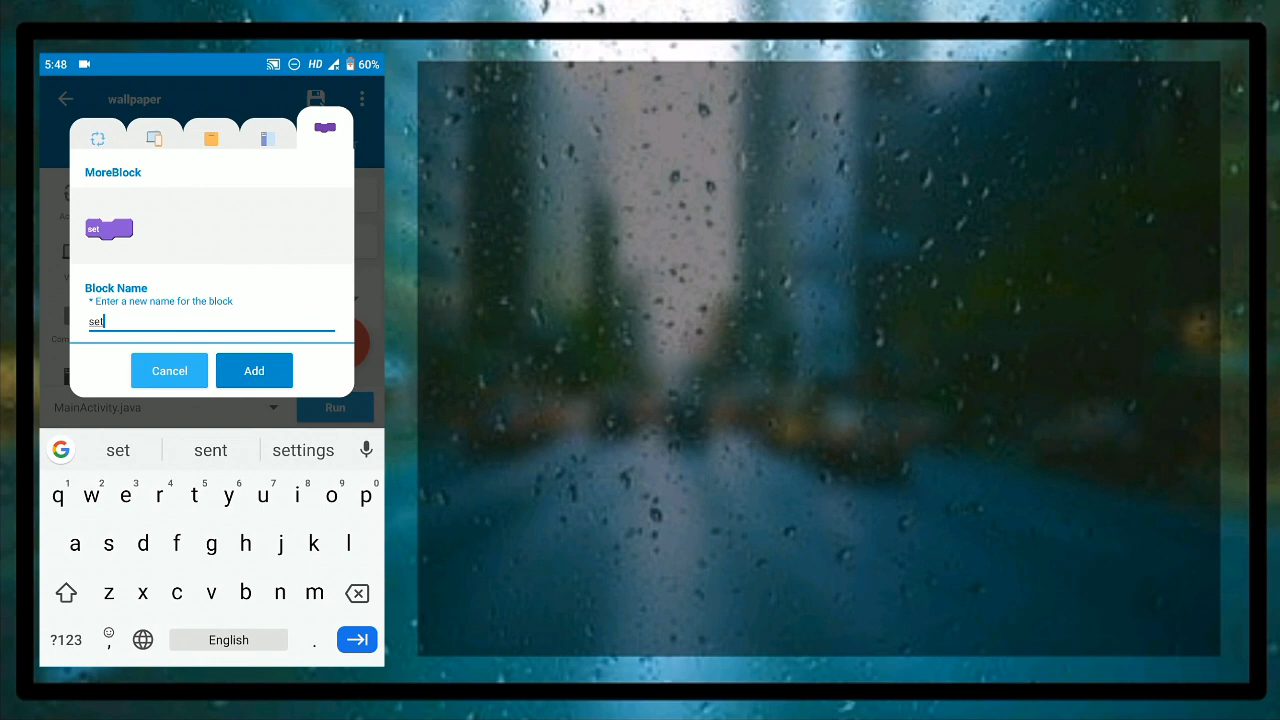 5:48 HD 60%
wallpaper
MoreBlock
set
Block Name
* Enter a new name for the block
set
Cancel Add
MainActivity.java Run
set sent settings
1 2 3 4 5 6 7 8 9 0
q w e r t y u i o p
a s d f g h j k l
z x c v b n m
?123 , English .